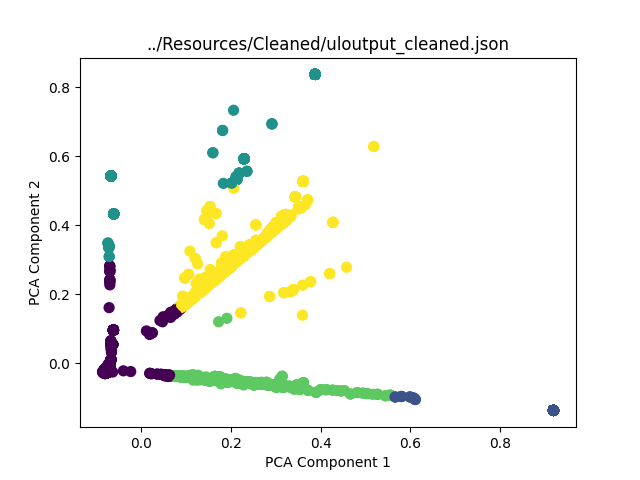 ../Resources/Cleaned/uloutput_cleaned.json
PCA Component 2
0.8
0.6
0.4
0.2
0.0
0.0 0.2 0.4 0.6 0.8
PCA Component 1